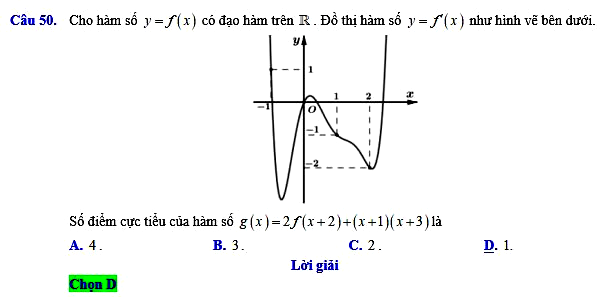 Câu 50. Cho hàm số y = f(x) có đạo hàm trên ℝ. Đồ thị hàm số y = f'(x) như hình vẽ bên dưới.
y
1
-1
1
2
x
O
-1
-2
Số điểm cực tiểu của hàm số g(x) = 2f(x+2)+(x+1)(x+3) là
A. 4. B. 3. C. 2. D. 1.
Lời giải
Chọn D